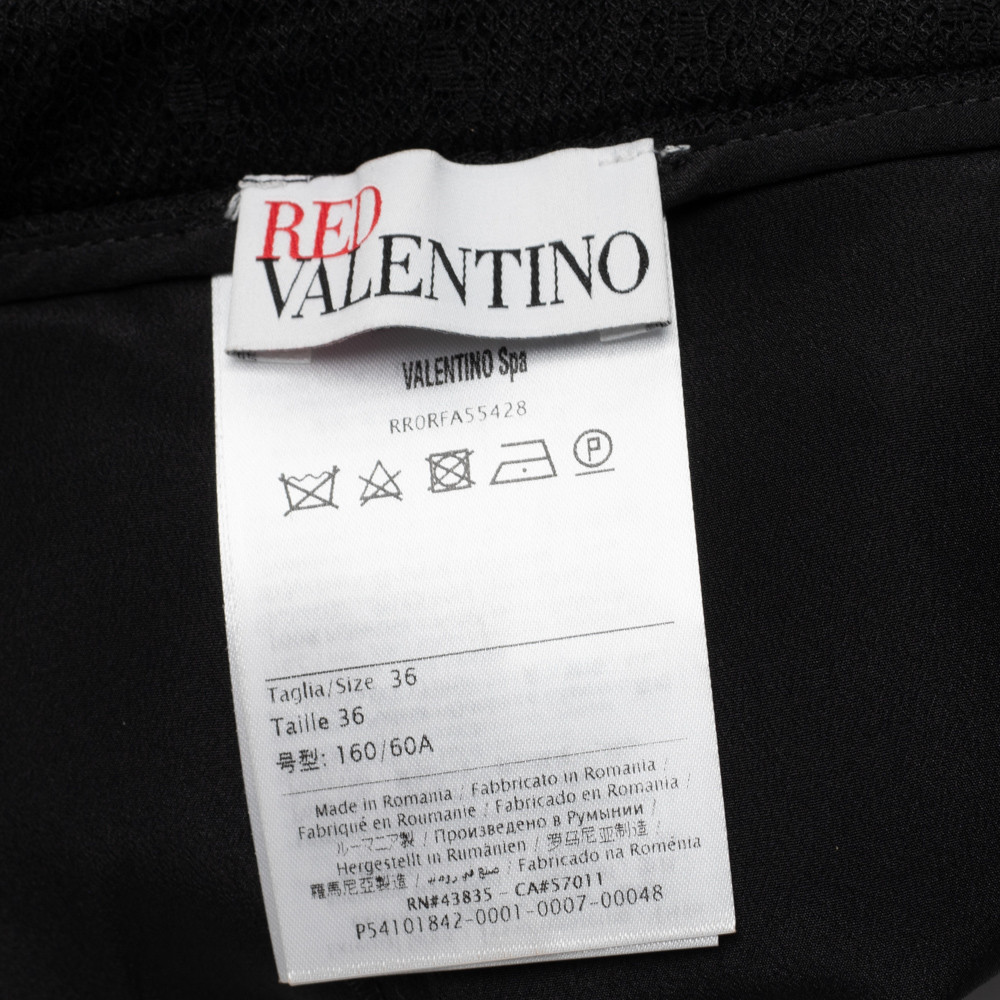 RED
VALENTINO
VALENTINO Spa
RR0RFA55428
P
Taglia/Size 36
Taille 36
号型: 160/60A
Made in Romania / Fabbricato in Romania /
Fabriqué en Roumanie / Fabricado en Romania /
ルーマニア製 / Произведено в Румынии /
Hergestellt in Rumänien / 罗马尼亚制造 /
羅馬尼亞製造 / / Fabricado na Roménia
RN#43835 - CA#57011
P54101842-0001-0007-00048